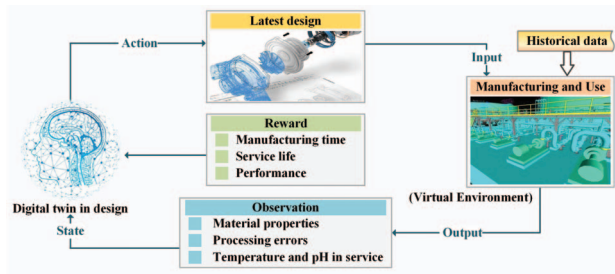 Latest design
Action
Historical data
Input
Manufacturing and Use
Reward
Manufacturing time
Service life
Performance
(Virtual Environment)
Digital twin in design
Observation
State
Material properties
Output
Processing errors
Temperature and pH in service